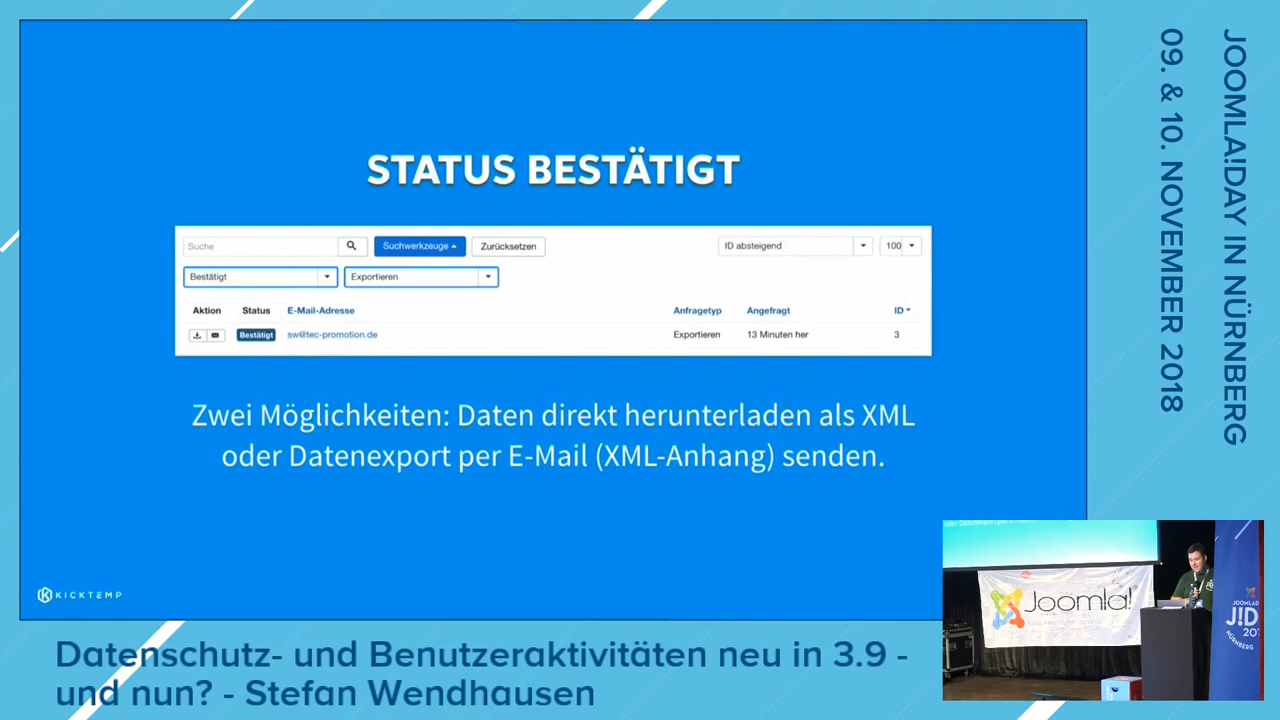 STATUS BESTÄTIGT
Suche
Suchwerkzeuge
Zurücksetzen
ID absteigend
100
Bestätigt
Exportieren
Aktion Status E-Mail-Adresse Anfragetyp Angefragt ID
Bestätigt sw@tec-promotion.de Exportieren 13 Minuten her 3
Zwei Möglichkeiten: Daten direkt herunterladen als XML
oder Datenexport per E-Mail (XML-Anhang) senden.
KICKTEMP
JOOMLA!DAY IN NÜRNBERG
09. & 10. NOVEMBER 2018
Datenschutz- und Benutzeraktivitäten neu in 3.9 -
und nun? - Stefan Wendhausen
Joomla!
JOOMLAD
J!D
201
NÜRNBERG